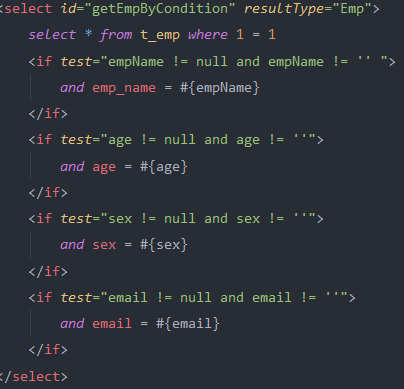 <select id="getEmpByCondition" resultType="Emp">
select * from t_emp where 1 = 1
<if test="empName != null and empName != '' ">
and emp_name = #{empName}
</if>
<if test="age != null and age != ''">
and age = #{age}
</if>
<if test="sex != null and sex != ''">
and sex = #{sex}
</if>
<if test="email != null and email != ''">
and email = #{email}
</if>
</select>